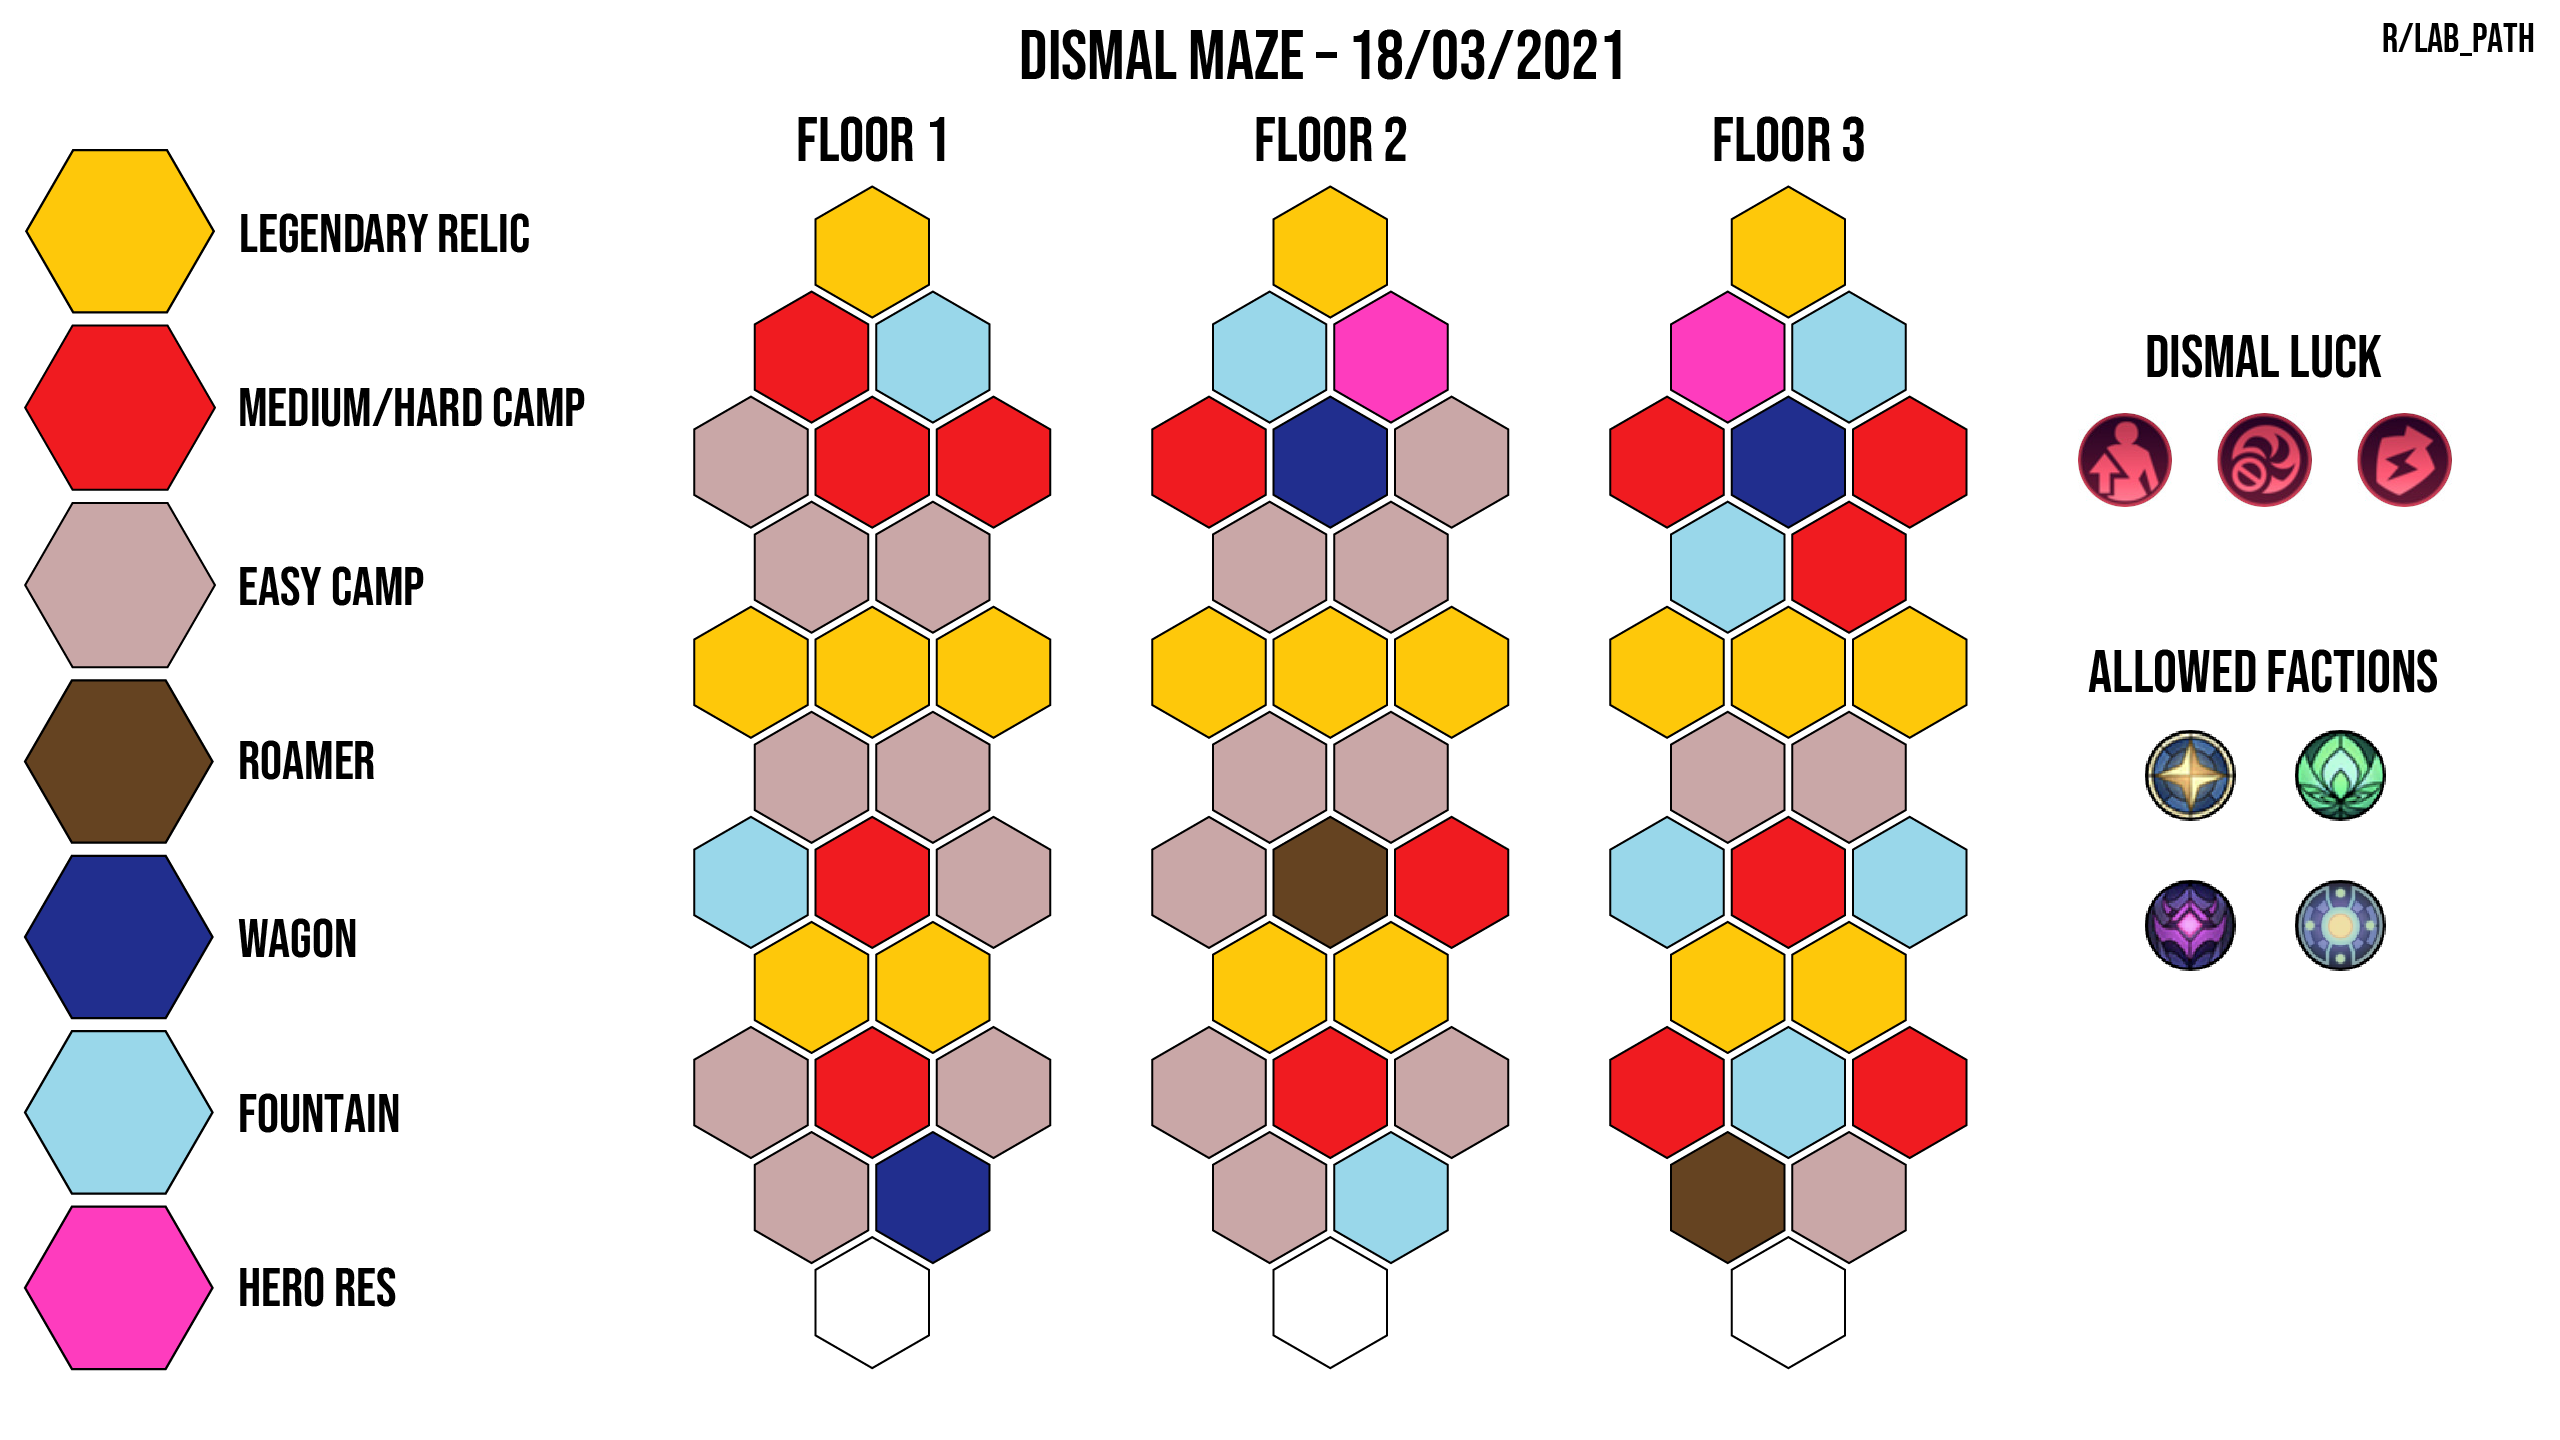 DISMAL MAZE – 18/03/2021
R/LAB_PATH
FLOOR 1
FLOOR 2
FLOOR 3
LEGENDARY RELIC
MEDIUM/HARD CAMP
EASY CAMP
ROAMER
WAGON
FOUNTAIN
HERO RES
DISMAL LUCK
ALLOWED FACTIONS